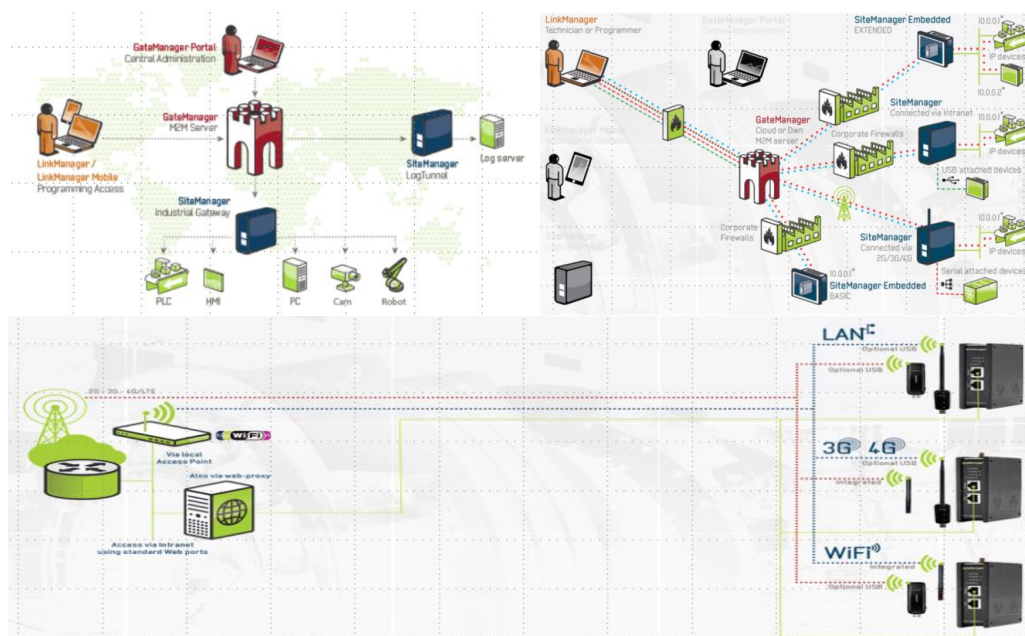 GateManager Portal
Central Administration
GateManager
M2M Server
LinkManager /
LinkManager Mobile
Programming Access
SiteManager
LogTunnel
Log server
SiteManager
Industrial Gateway
PLC
HMI
PC
Cam
Robot
LinkManager
Technician or Programmer
GateManager Portal
Central Administration
SiteManager Embedded
EXTENDED
10.0.0.1*
IP devices
10.0.0.2*
SiteManager
Connected via Intranet
10.0.0.1*
GateManager
Cloud or Own
M2M server
Corporate Firewalls
IP devices
LinkManager Mobile
USB attached devices
10.0.0.1*
Corporate
Firewalls
SiteManager
Connected via
2G/3G/4G
IP devices
10.0.0.1*
Serial attached devices
SiteManager Embedded
BASIC
LAN
Optional USB
Optional USB
2G - 3G - 4G/LTE
WiFi
Via local
Access Point
Also via web-proxy
3G 4G
Optional USB
Integrated
Access via Intranet
using standard Web ports
WiFi
Integrated
Optional USB